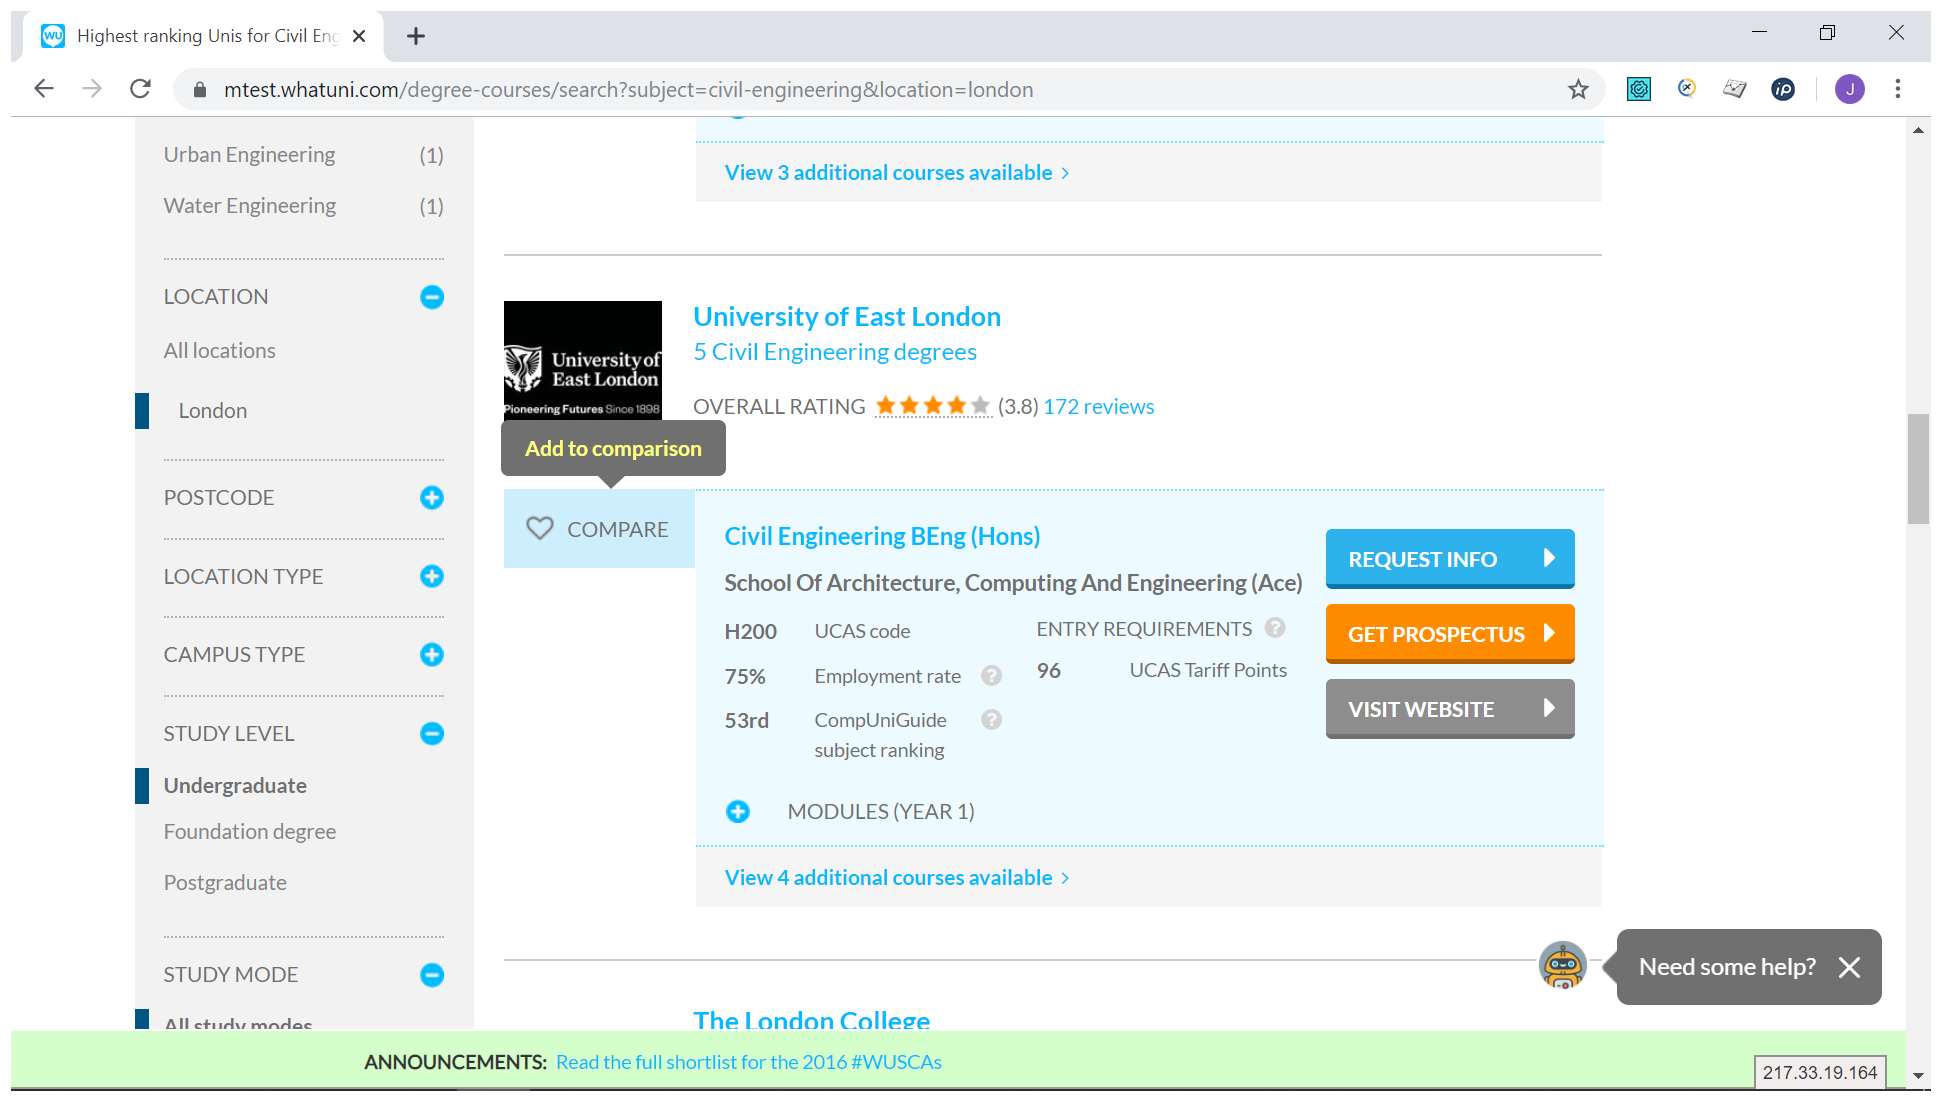 Highest ranking Unis for Civil Eng
mtest.whatuni.com/degree-courses/search?subject=civil-engineering&location=london
J
Urban Engineering (1)
Water Engineering (1)
LOCATION
All locations
London
POSTCODE
LOCATION TYPE
CAMPUS TYPE
STUDY LEVEL
Undergraduate
Foundation degree
Postgraduate
STUDY MODE
All study modes
View 3 additional courses available >
University of
East London
Pioneering Futures Since 1898
University of East London
5 Civil Engineering degrees
OVERALL RATING (3.8) 172 reviews
Add to comparison
COMPARE
Civil Engineering BEng (Hons)
School Of Architecture, Computing And Engineering (Ace)
H200 UCAS code
75% Employment rate ?
53rd CompUniGuide ?
subject ranking
ENTRY REQUIREMENTS ?
96 UCAS Tariff Points
REQUEST INFO
GET PROSPECTUS
VISIT WEBSITE
MODULES (YEAR 1)
View 4 additional courses available >
Need some help?
The London College
ANNOUNCEMENTS: Read the full shortlist for the 2016 #WUSCAs
217.33.19.164